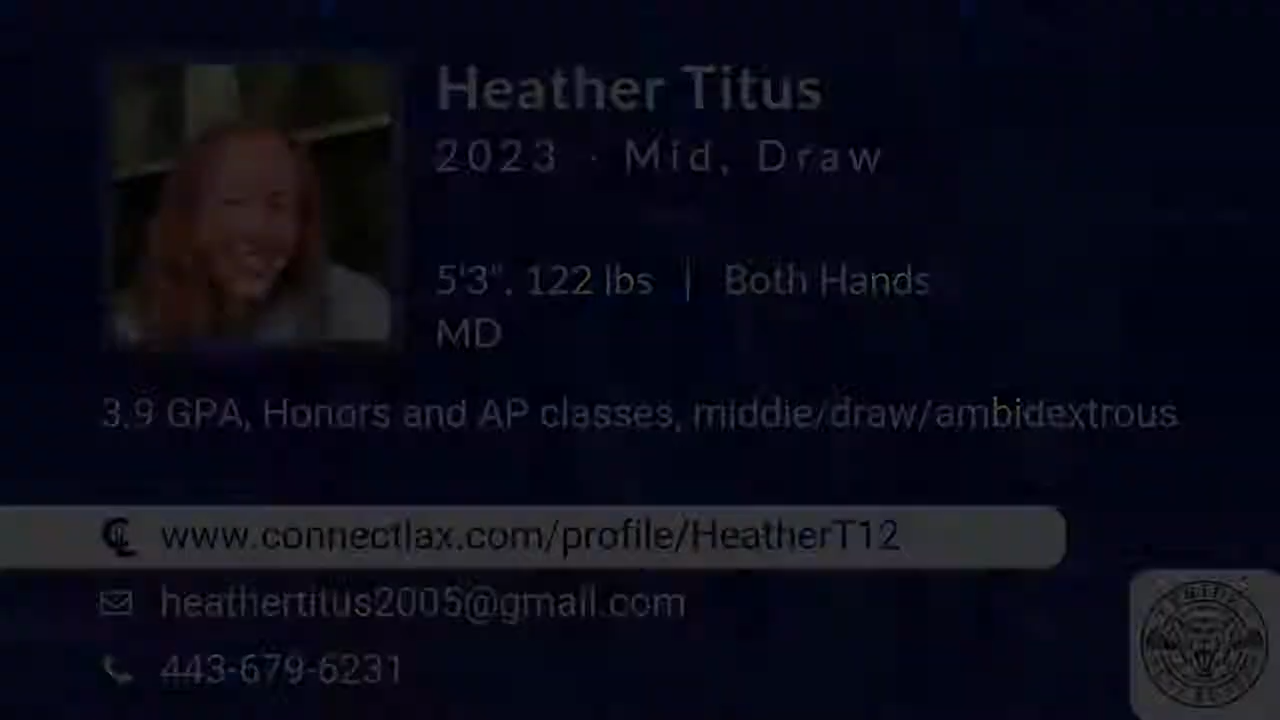 Heather Titus
2023 · Mid, Draw
5'3", 122 lbs | Both Hands
MD
3.9 GPA, Honors and AP classes, middie/draw/ambidextrous
www.connectlax.com/profile/HeatherT12
heathertitus2005@gmail.com
443-679-6231